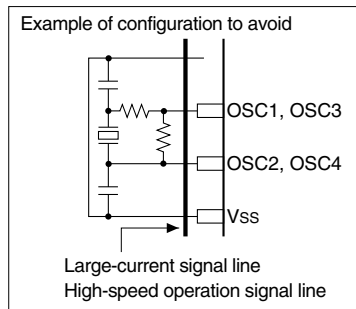 Example of configuration to avoid
OSC1, OSC3
OSC2, OSC4
Vss
Large-current signal line
High-speed operation signal line